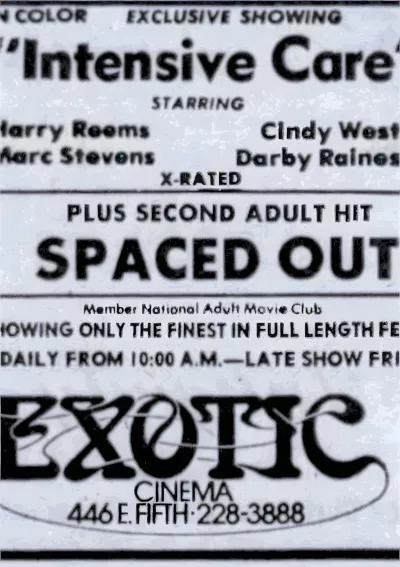 N COLOR EXCLUSIVE SHOWING
"Intensive Care"
STARRING
Harry Reems Cindy West
Marc Stevens Darby Raines
X-RATED
PLUS SECOND ADULT HIT
SPACED OUT
Member National Adult Movie Club
HOWING ONLY THE FINEST IN FULL LENGTH FE
DAILY FROM 10:00 A.M.—LATE SHOW FRI
EXOTIC
CINEMA
446 E. FIFTH·228-3888